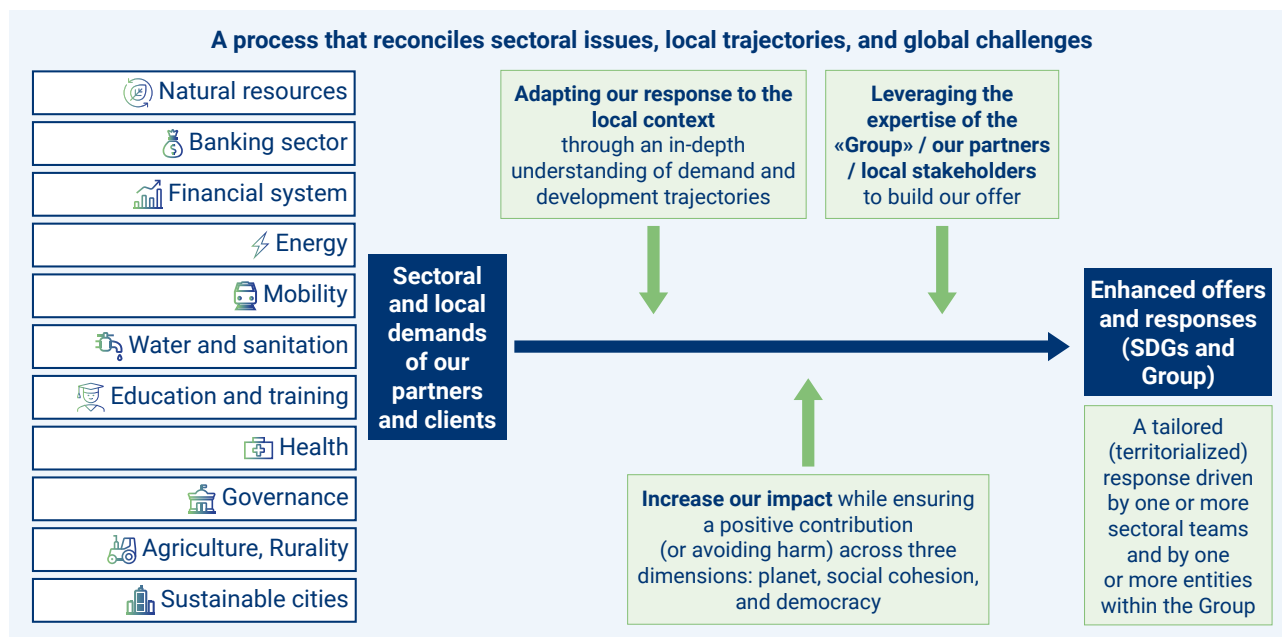 A process that reconciles sectoral issues, local trajectories, and global challenges
Natural resources
Banking sector
Financial system
Energy
Mobility
Water and sanitation
Education and training
Health
Governance
Agriculture, Rurality
Sustainable cities
Sectoral
and local
demands
of our
partners
and clients
Adapting our response to the
local context
through an in-depth
understanding of demand and
development trajectories
Leveraging the
expertise of the
«Group» / our partners
/ local stakeholders
to build our offer
Increase our impact while ensuring
a positive contribution
(or avoiding harm) across three
dimensions: planet, social cohesion,
and democracy
Enhanced offers
and responses
(SDGs and
Group)
A tailored
(territorialized)
response driven
by one or more
sectoral teams
and by one
or more entities
within the Group